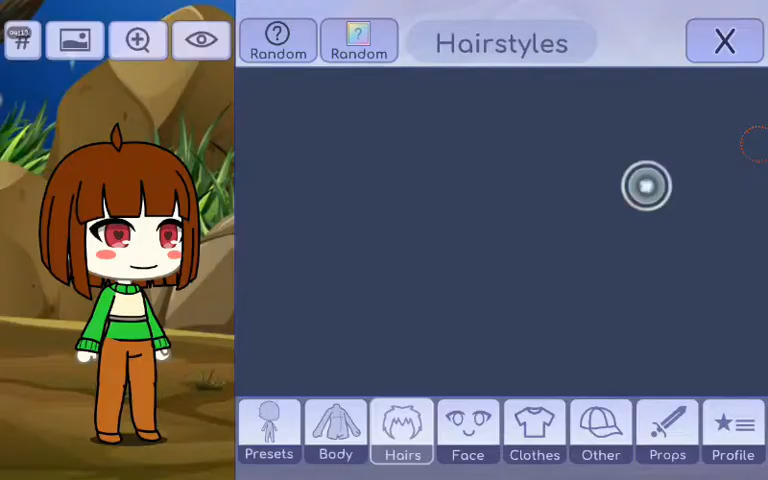 #
? Random
? Random
Hairstyles
X
Presets
Body
Hairs
Face
Clothes
Other
Props
Profile